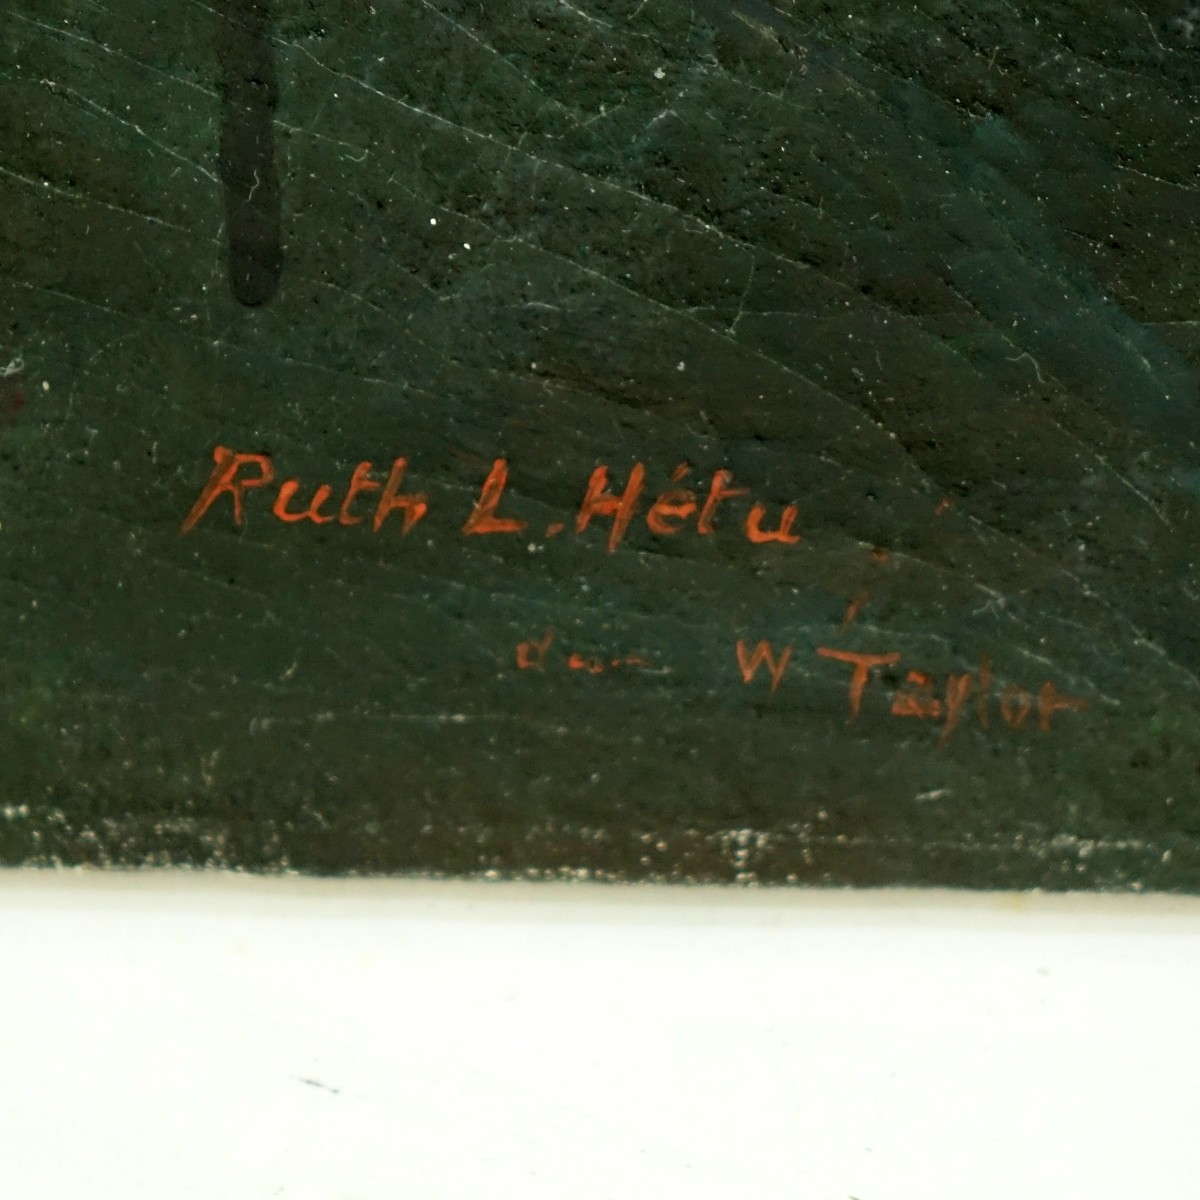 Ruth L. Hétu
W Taylor